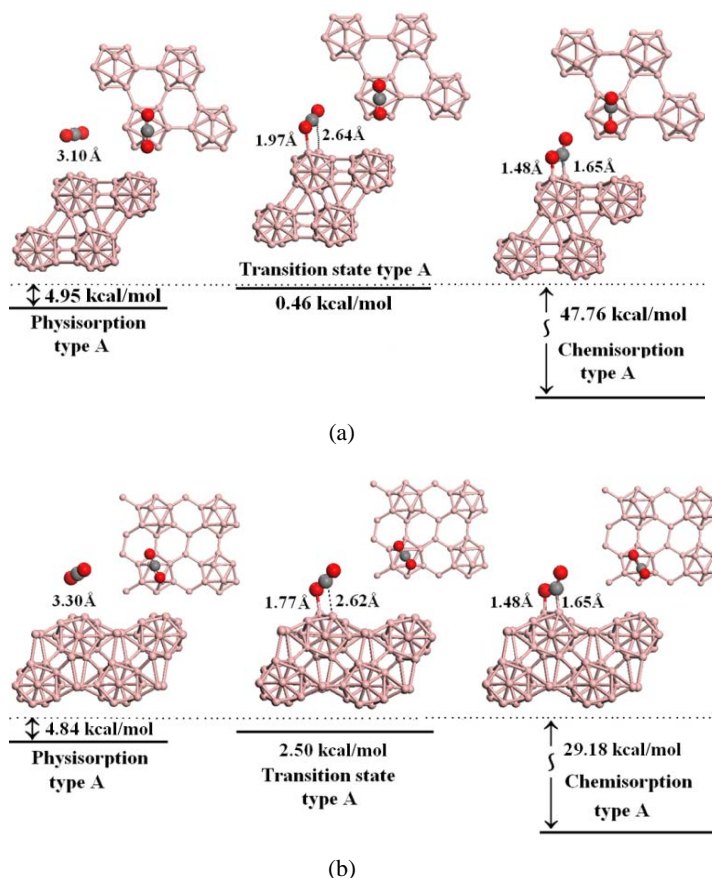 3.10 Å
1.97Å
2.64Å
1.48Å
1.65Å
Transition state type A
4.95 kcal/mol
0.46 kcal/mol
47.76 kcal/mol
Physisorption
type A
Chemisorption
type A
(a)
3.30Å
1.77Å
2.62Å
1.48Å
1.65Å
4.84 kcal/mol
2.50 kcal/mol
29.18 kcal/mol
Physisorption
type A
Transition state
type A
Chemisorption
type A
(b)